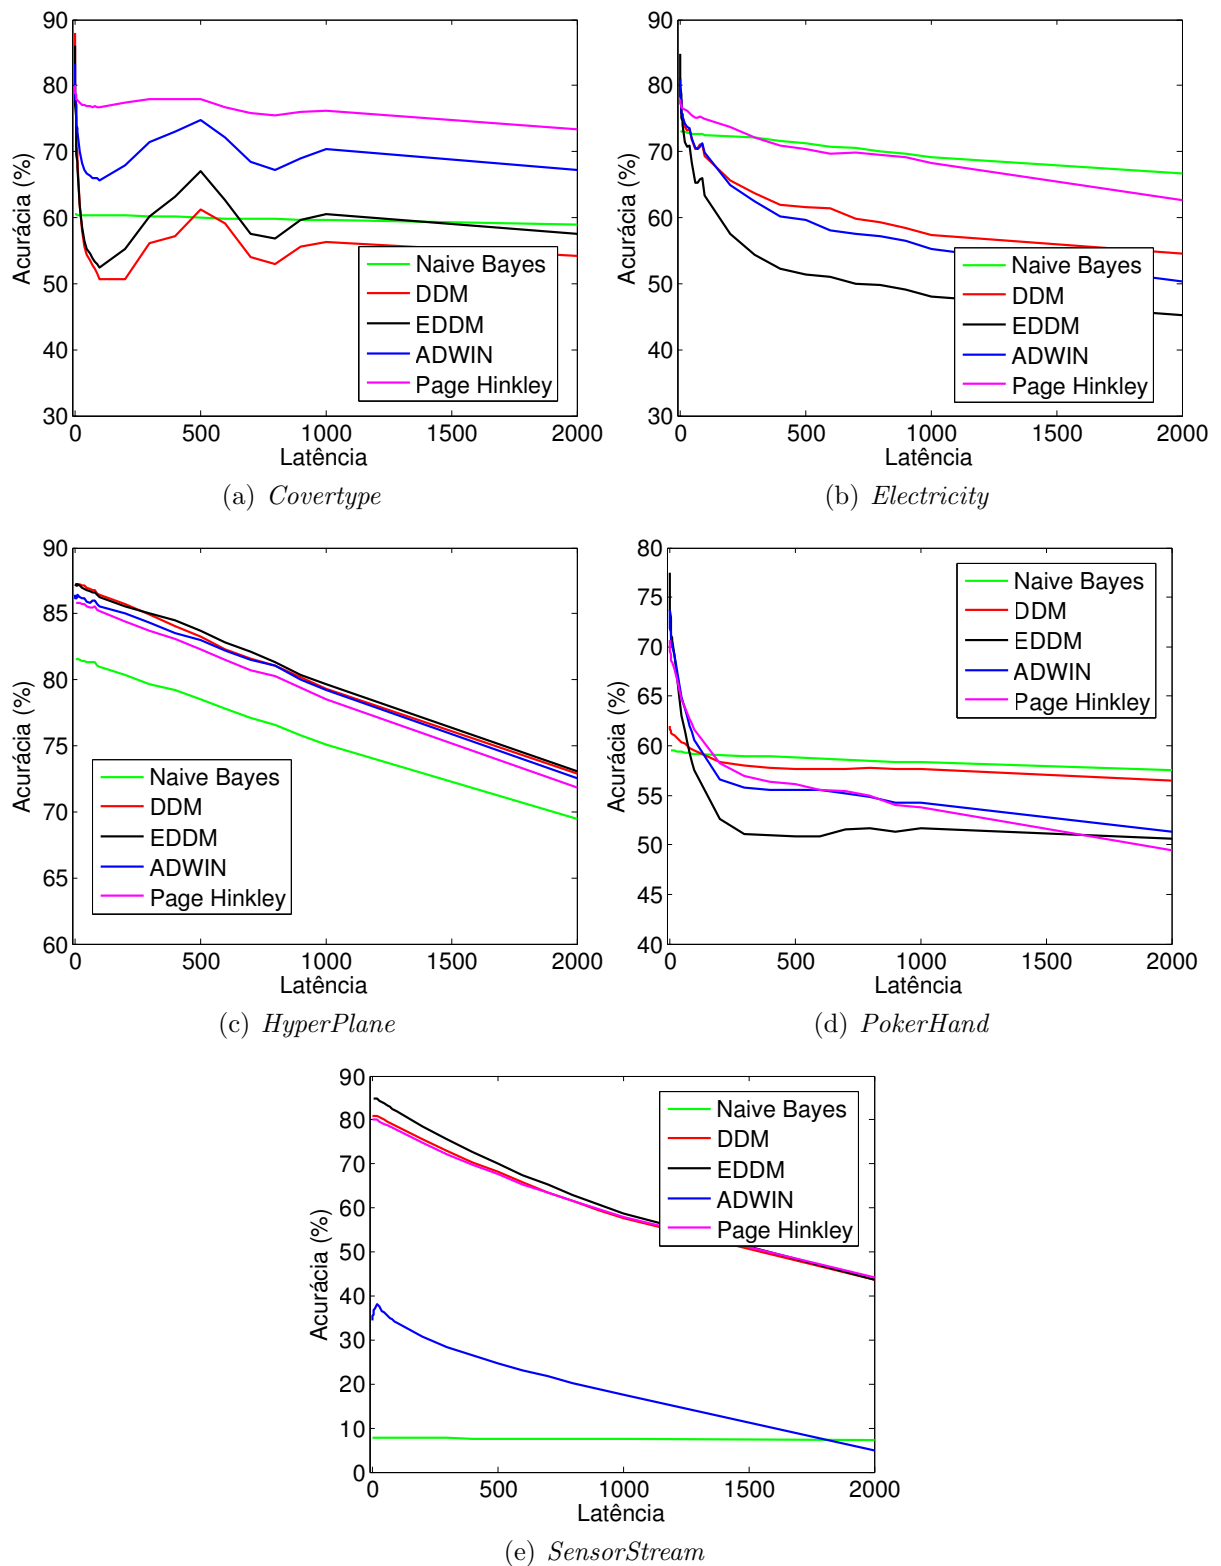 90
80
70
60
50
40
30
Acurácia (%)
0 500 1000 1500 2000
Latência
Naive Bayes
DDM
EDDM
ADWIN
Page Hinkley
(a) Covertype
90
80
70
60
50
40
30
Acurácia (%)
0 500 1000 1500 2000
Latência
Naive Bayes
DDM
EDDM
ADWIN
Page Hinkley
(b) Electricity
90
85
80
75
70
65
60
Acurácia (%)
0 500 1000 1500 2000
Latência
Naive Bayes
DDM
EDDM
ADWIN
Page Hinkley
(c) HyperPlane
80
75
70
65
60
55
50
45
40
Acurácia (%)
0 500 1000 1500 2000
Latência
Naive Bayes
DDM
EDDM
ADWIN
Page Hinkley
(d) PokerHand
90
80
70
60
50
40
30
20
10
0
Acurácia (%)
0 500 1000 1500 2000
Latência
Naive Bayes
DDM
EDDM
ADWIN
Page Hinkley
(e) SensorStream